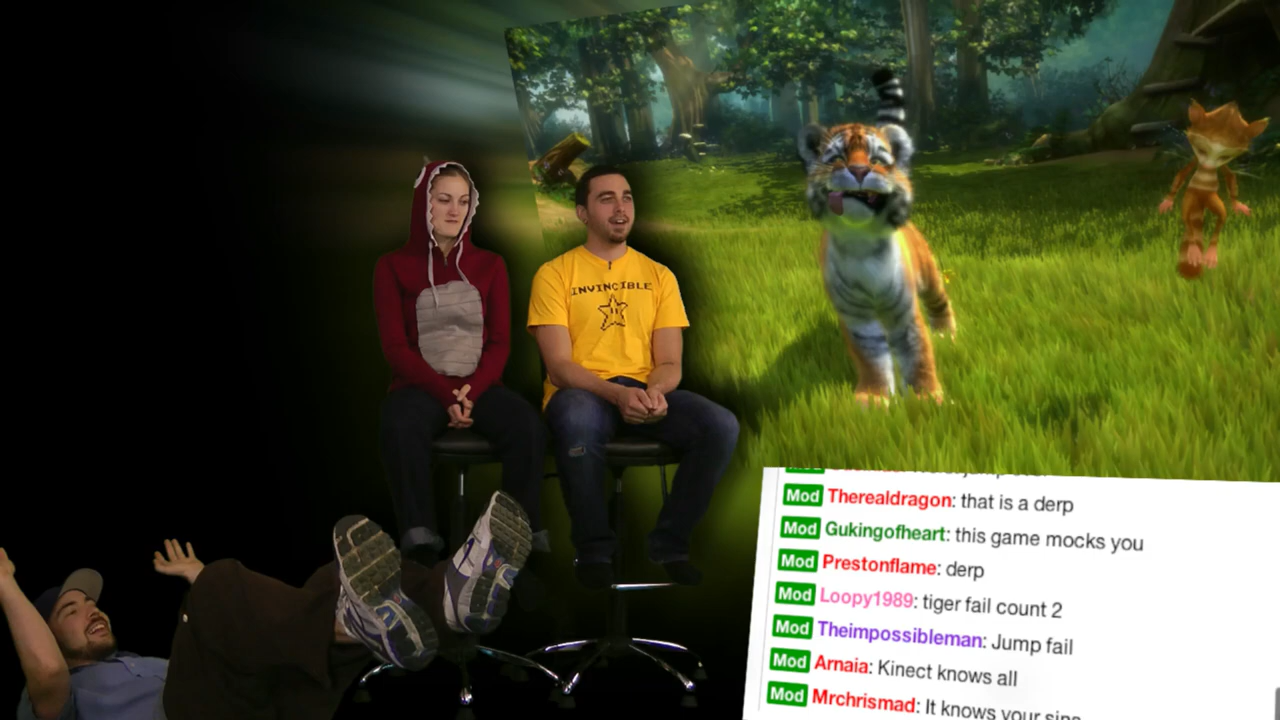 INVINCIBLE
Mod Therealdragon: that is a derp
Mod Gukingofheart: this game mocks you
Mod Prestonflame: derp
Mod Loopy1989: tiger fail count 2
Mod Theimpossibleman: Jump fail
Mod Arnaia: Kinect knows all
Mod Mrchrismad: It knows your sins